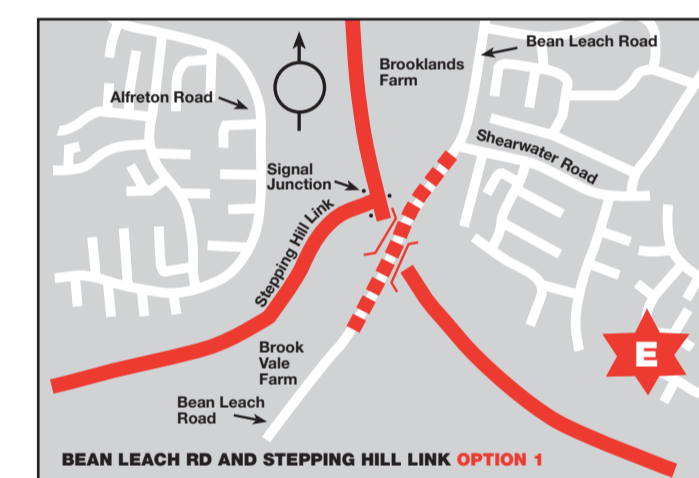 Bean Leach Road
Brooklands
Farm
Alfreton Road
Shearwater Road
Signal
Junction
Stepping Hill Link
E
Brook
Vale
Farm
Bean Leach
Road
BEAN LEACH RD AND STEPPING HILL LINK OPTION 1